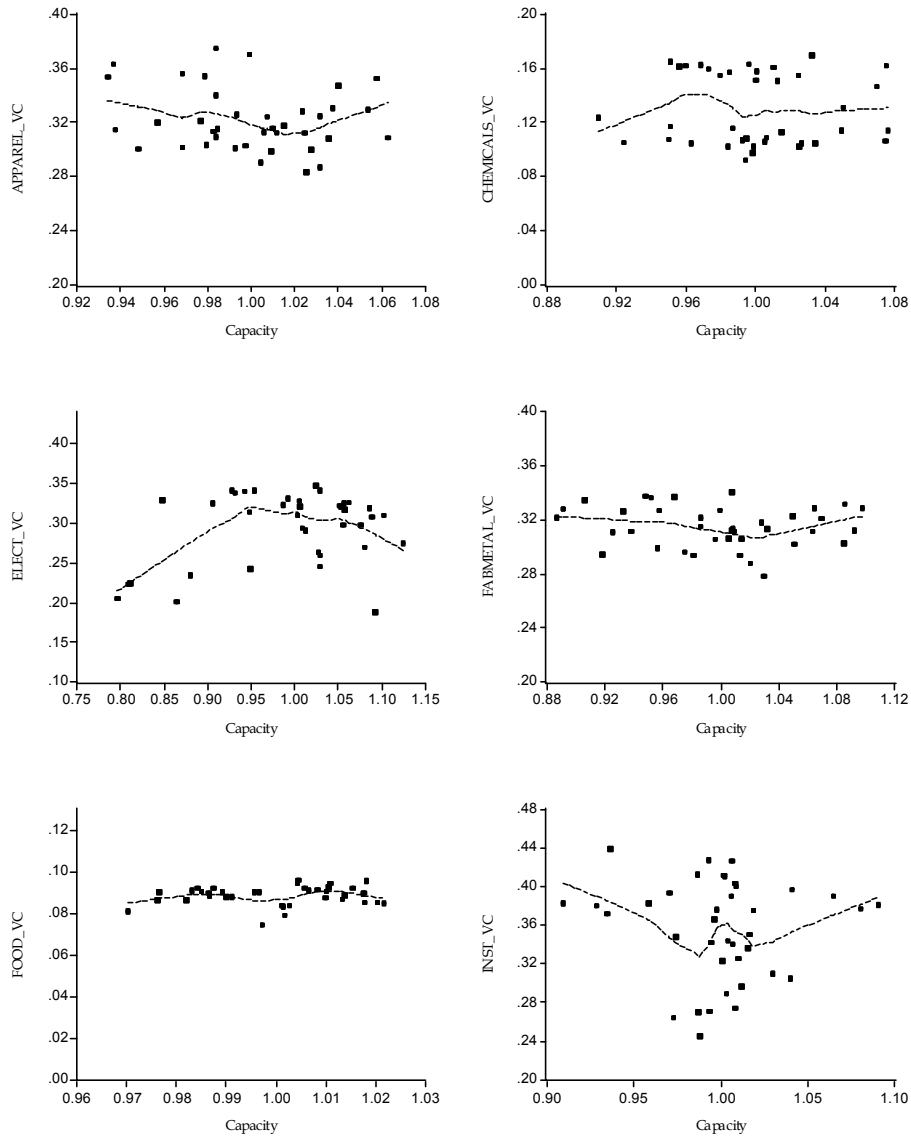 .40
.36
.32
.28
.24
.20
APPAREL_VC
0.92 0.94 0.96 0.98 1.00 1.02 1.04 1.06 1.08
Capacity
.20
.16
.12
.08
.04
.00
CHEMICALS_VC
0.88 0.92 0.96 1.00 1.04 1.08
Capacity
.40
.35
.30
.25
.20
.15
.10
ELECT_VC
0.75 0.80 0.85 0.90 0.95 1.00 1.05 1.10 1.15
Capacity
.40
.36
.32
.28
.24
.20
FABMETAL_VC
0.88 0.92 0.96 1.00 1.04 1.08 1.12
Capacity
.12
.10
.08
.06
.04
.02
.00
FOOD_VC
0.96 0.97 0.98 0.99 1.00 1.01 1.02 1.03
Capacity
.48
.44
.40
.36
.32
.28
.24
.20
INST_VC
0.90 0.95 1.00 1.05 1.10
Capacity